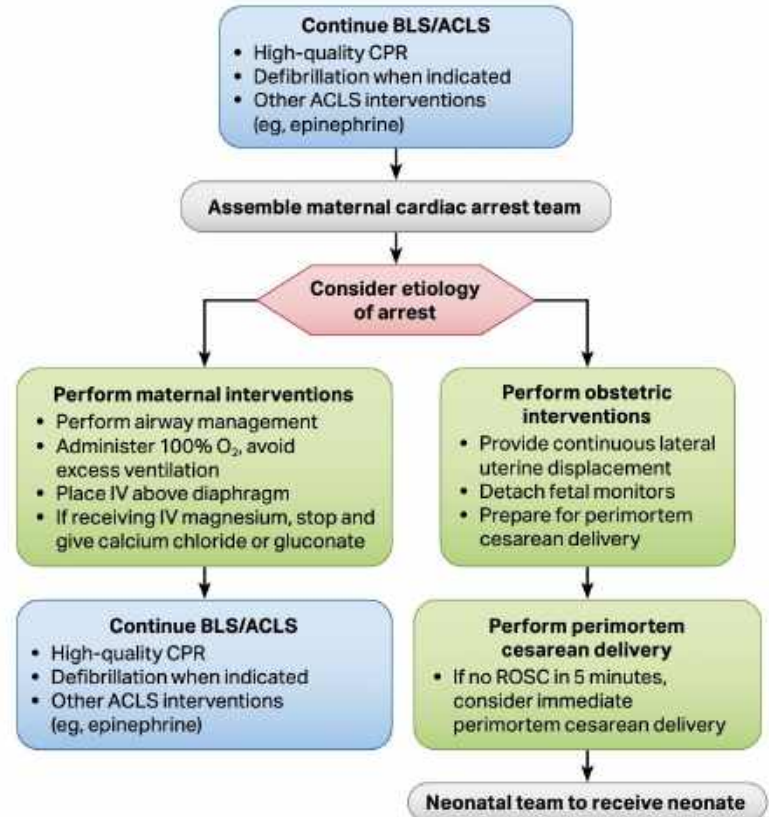 Continue BLS/ACLS
• High-quality CPR
• Defibrillation when indicated
• Other ACLS interventions
(eg, epinephrine)
Assemble maternal cardiac arrest team
Consider etiology
of arrest
Perform maternal interventions
• Perform airway management
• Administer 100% O₂, avoid
excess ventilation
• Place IV above diaphragm
• If receiving IV magnesium, stop and
give calcium chloride or gluconate
Continue BLS/ACLS
• High-quality CPR
• Defibrillation when indicated
• Other ACLS interventions
(eg, epinephrine)
Perform obstetric
interventions
• Provide continuous lateral
uterine displacement
• Detach fetal monitors
• Prepare for perimortem
cesarean delivery
Perform perimortem
cesarean delivery
• If no ROSC in 5 minutes,
consider immediate
perimortem cesarean delivery
Neonatal team to receive neonate